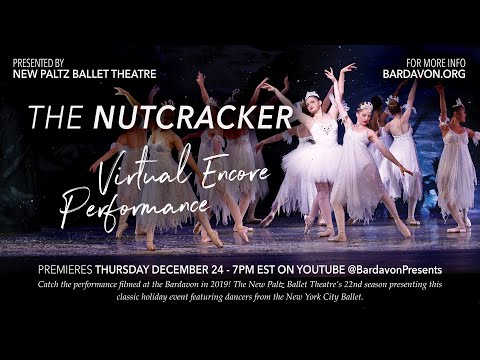 PRESENTED BY
NEW PALTZ BALLET THEATRE
FOR MORE INFO
BARDAVON.ORG
THE NUTCRACKER
Virtual Encore
Performance
PREMIERES THURSDAY DECEMBER 24 - 7PM EST ON YOUTUBE @BardavonPresents
Catch the performance filmed at the Bardavon in 2019! The New Paltz Ballet Theatre's 22nd season presenting this
classic holiday event featuring dancers from the New York City Ballet.